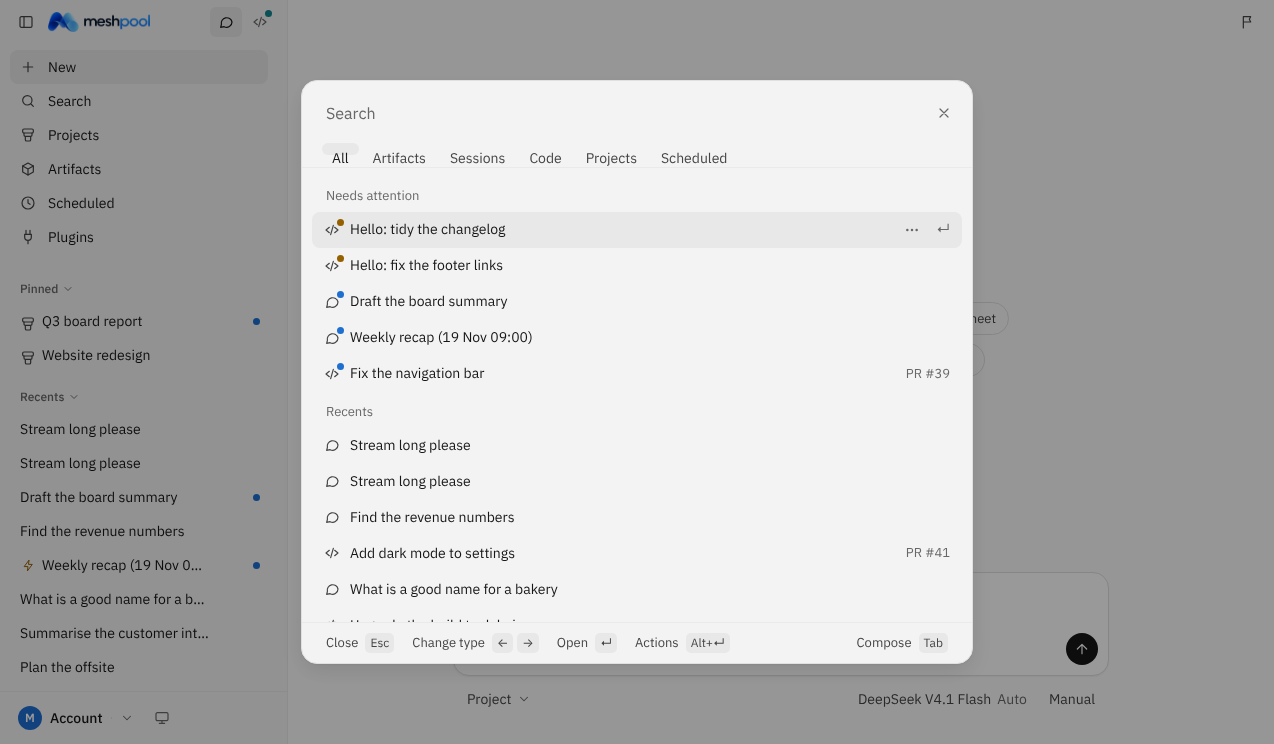 meshpool
New
Search
Projects
Artifacts
Scheduled
Plugins
Pinned
Q3 board report
Website redesign
Recents
Stream long please
Stream long please
Draft the board summary
Find the revenue numbers
Weekly recap (19 Nov 0...
What is a good name for a b...
Summarise the customer int...
Plan the offsite
M Account
Search
All Artifacts Sessions Code Projects Scheduled
Needs attention
Hello: tidy the changelog
Hello: fix the footer links
Draft the board summary
Weekly recap (19 Nov 09:00)
Fix the navigation bar PR #39
Recents
Stream long please
Stream long please
Find the revenue numbers
Add dark mode to settings PR #41
What is a good name for a bakery
Close Esc Change type ← → Open ↵ Actions Alt+↵ Compose Tab
Project DeepSeek V4.1 Flash Auto Manual